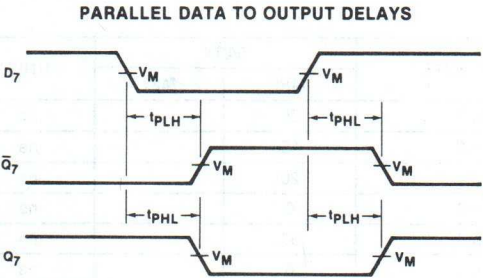 PARALLEL DATA TO OUTPUT DELAYS
D7 VM VM
tPLH tPHL
Q̅7 VM VM
tPHL tPLH
Q7 VM VM